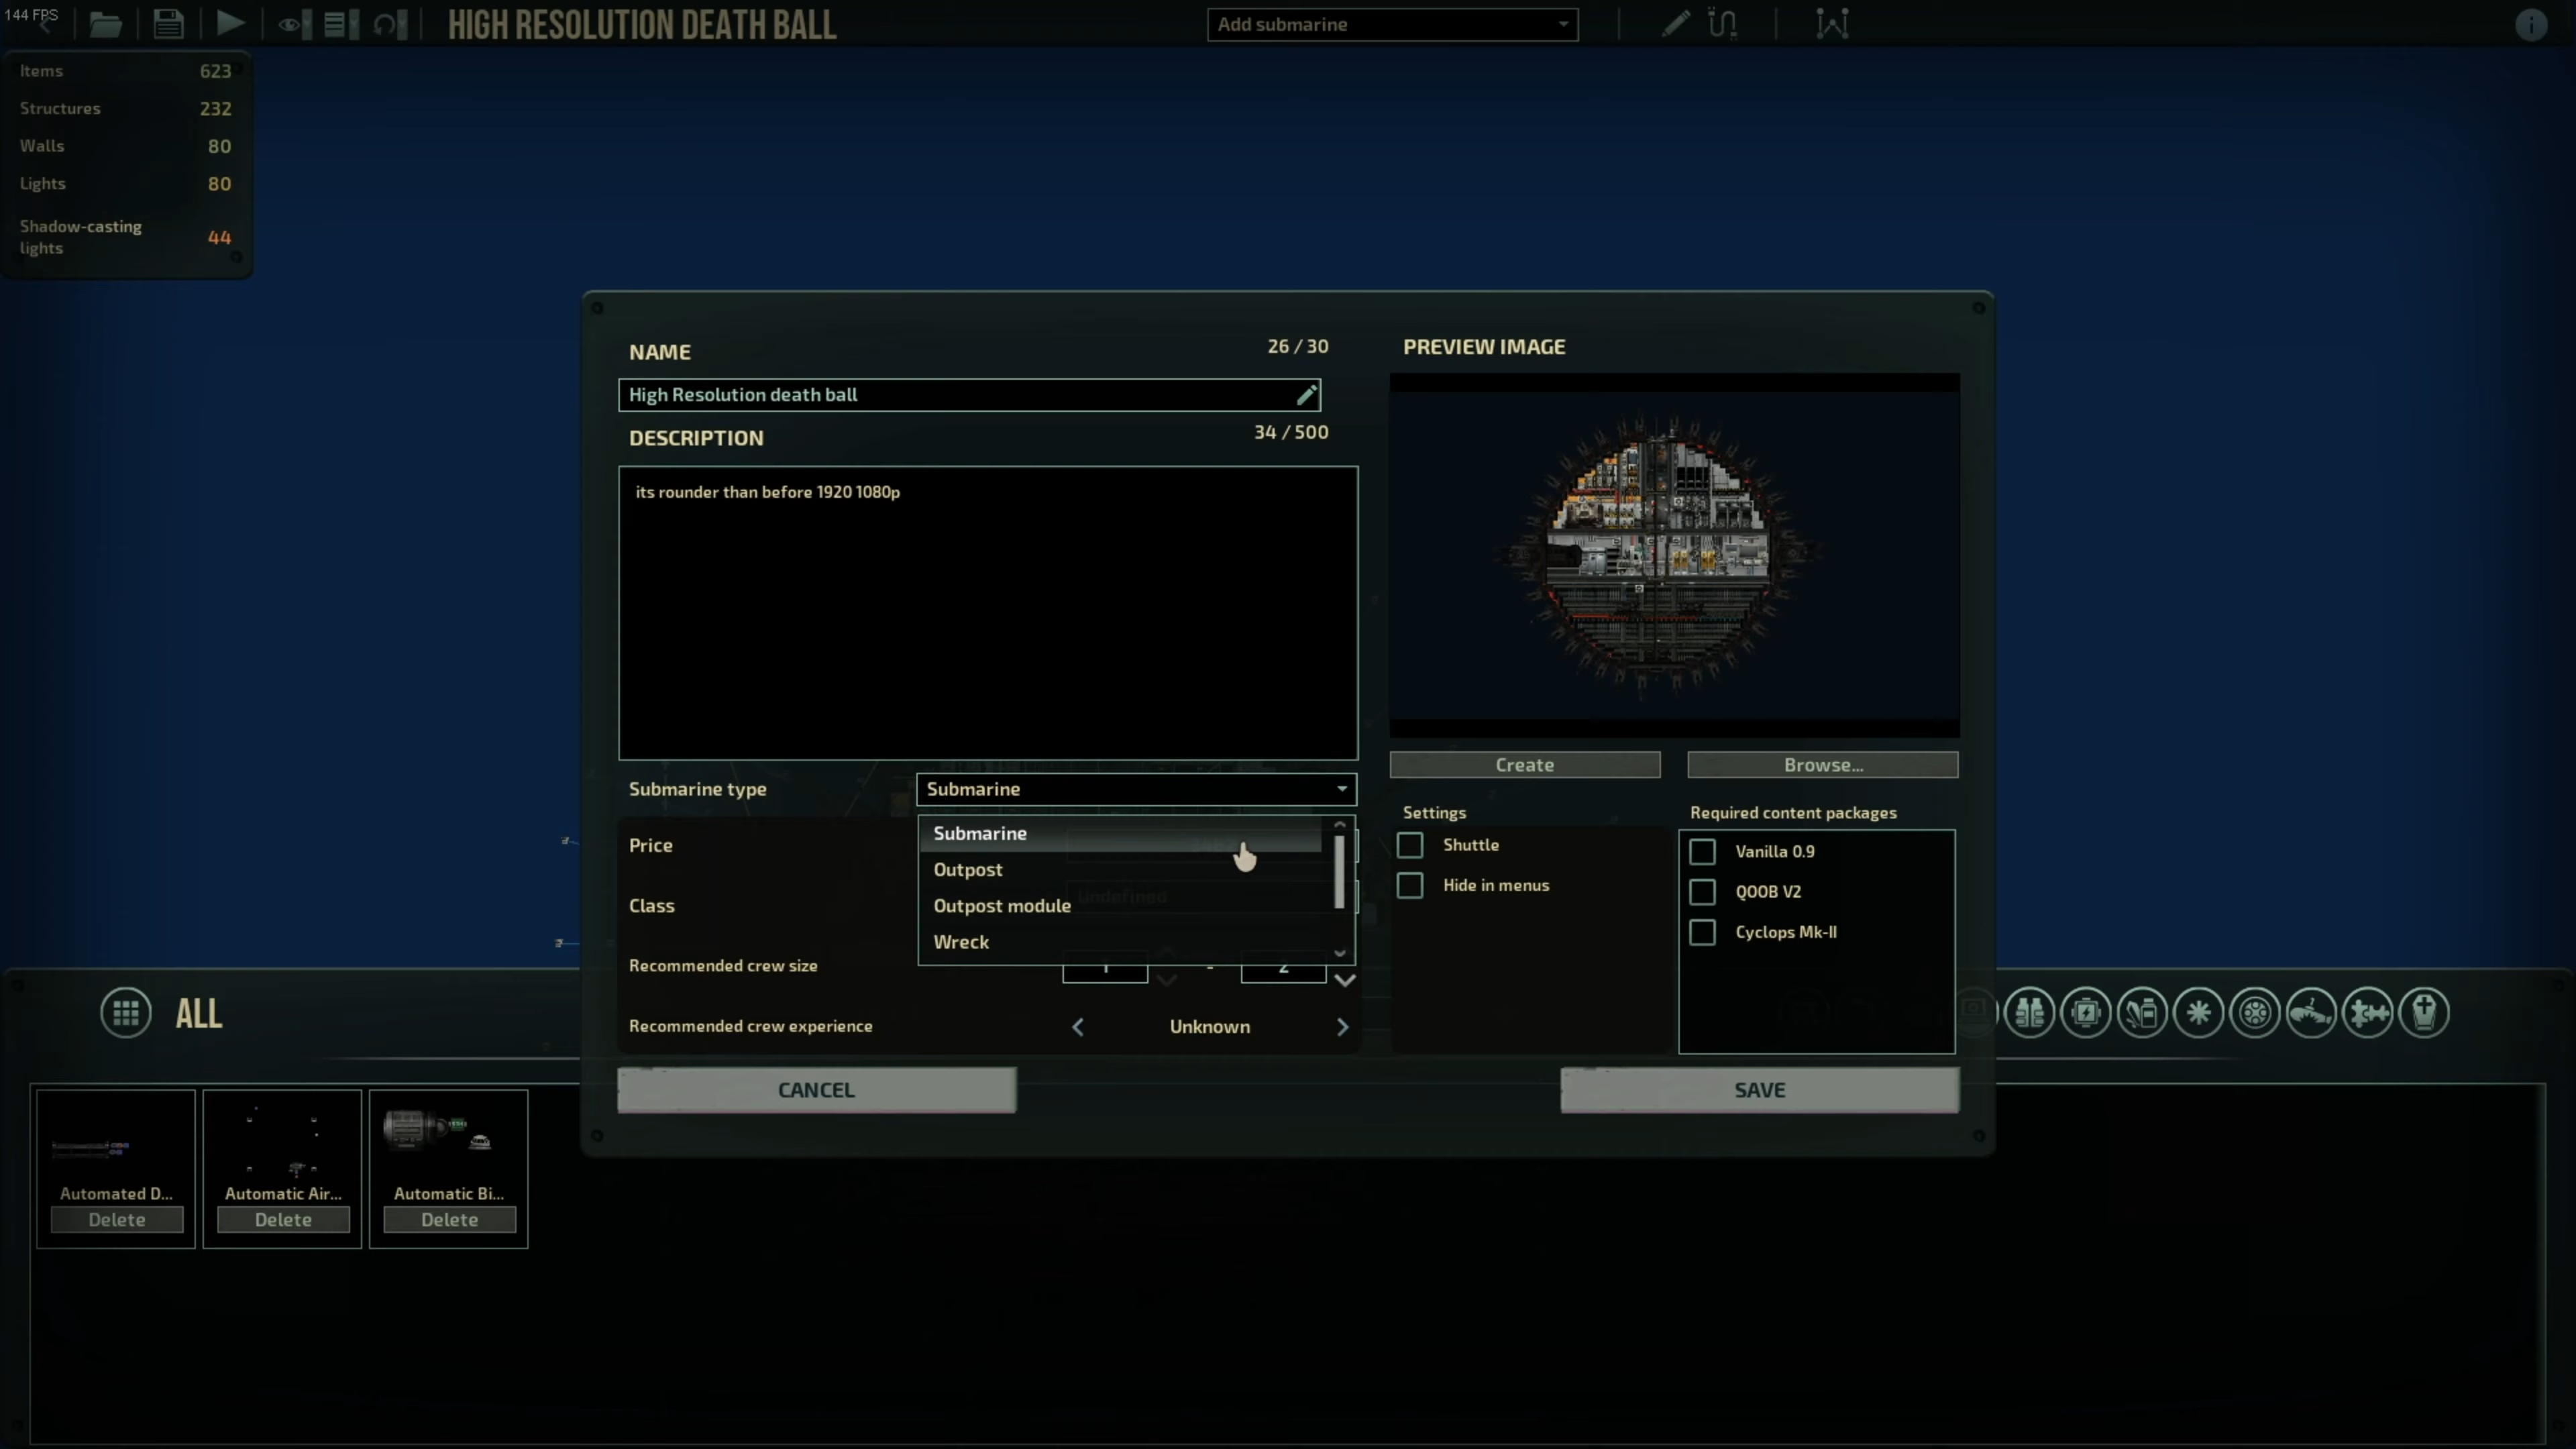 144 FPS
HIGH RESOLUTION DEATH BALL
Add submarine
Items 623
Structures 232
Walls 80
Lights 80
Shadow-casting
lights 44
NAME 26 / 30
High Resolution death ball
DESCRIPTION 34 / 500
its rounder than before 1920 1080p
Submarine type Submarine
Submarine
Outpost
Outpost module
Wreck
Price
Class Undefined
Recommended crew size 1 - 2
Recommended crew experience Unknown
CANCEL
PREVIEW IMAGE
Create Browse...
Settings
Shuttle
Hide in menus
Required content packages
Vanilla 0.9
QOOB V2
Cyclops Mk-II
SAVE
ALL
Automated D... Automatic Air... Automatic Bi...
Delete Delete Delete